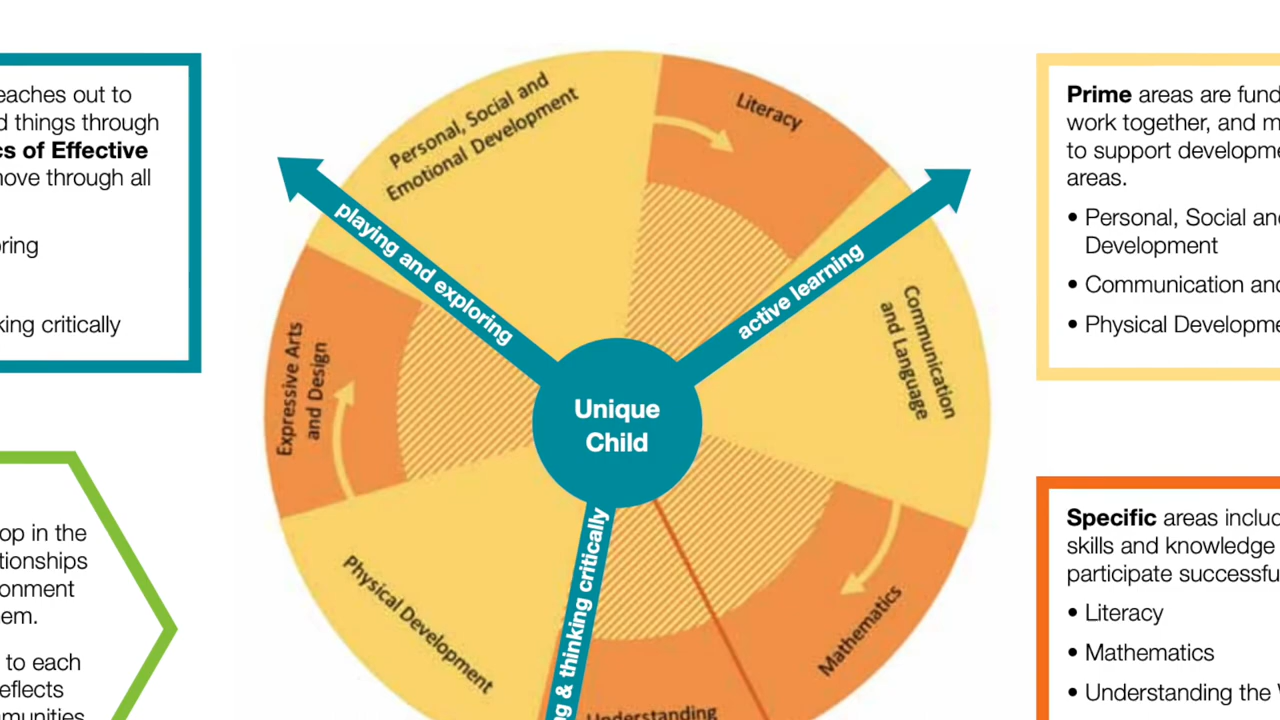 eaches out to
d things through
cs of Effective
nove through all
oring
king critically
op in the
tionships
onment
em.
to each
eflects
munities
Personal, Social and
Emotional Development
Literacy
playing and exploring
active learning
Communication
and Language
Expressive Arts
and Design
Unique
Child
g & thinking critically
Physical Development
Mathematics
Understanding
Prime areas are fund
work together, and m
to support developme
areas.
• Personal, Social and
Development
• Communication and
• Physical Developme
Specific areas includ
skills and knowledge
participate successfu
• Literacy
• Mathematics
• Understanding the W